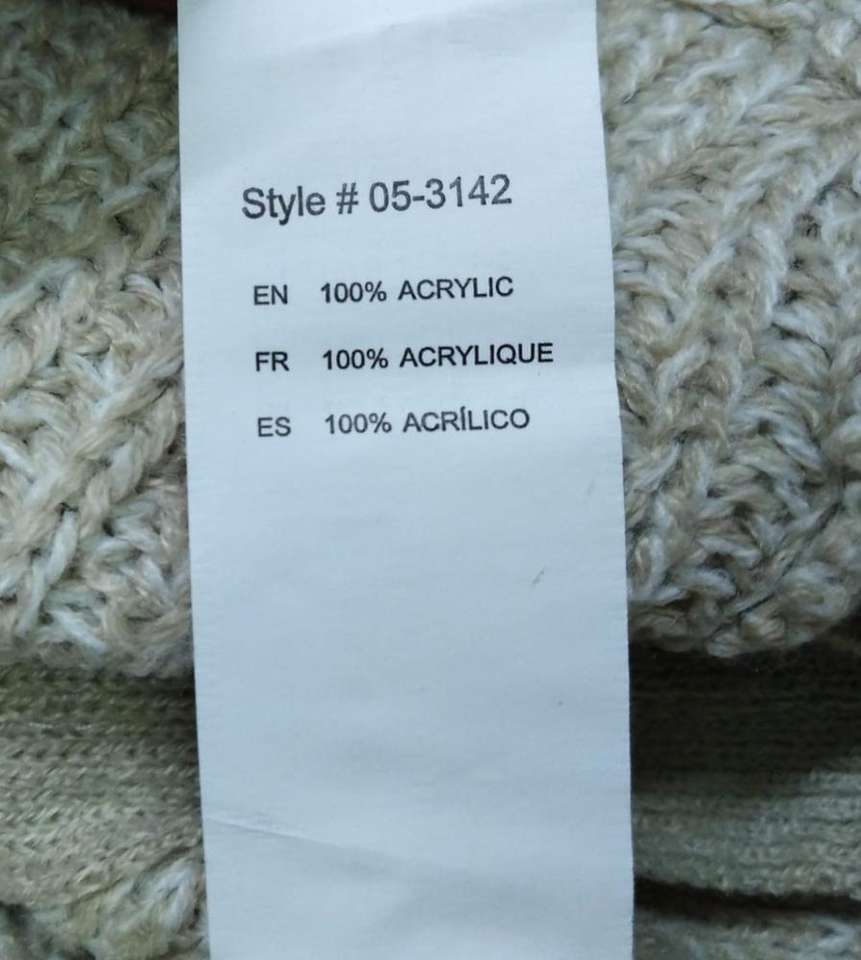 Style # 05-3142
EN 100% ACRYLIC
FR 100% ACRYLIQUE
ES 100% ACRÍLICO